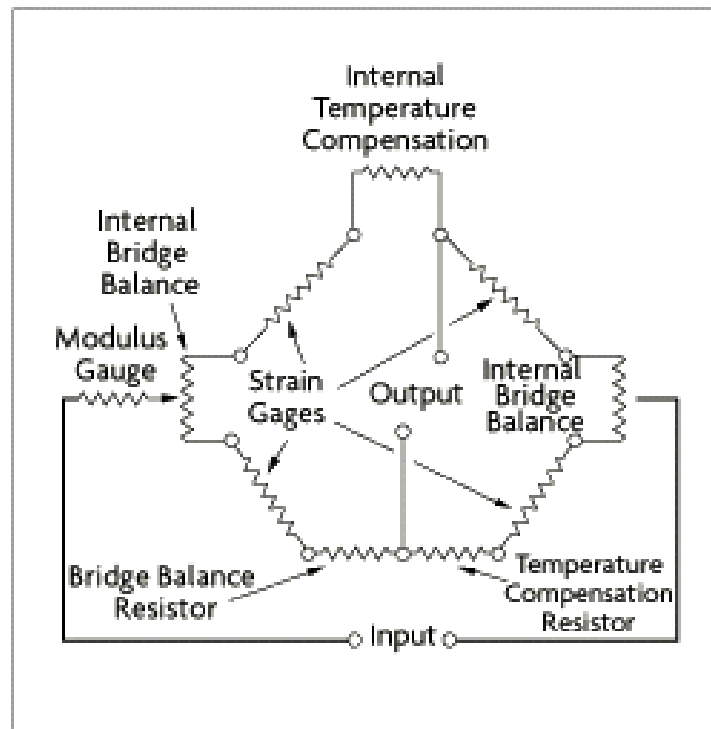 Internal
Temperature
Compensation
Internal
Bridge
Balance
Modulus
Gauge
Strain
Gages
Output
Internal
Bridge
Balance
Bridge Balance
Resistor
Temperature
Compensation
Resistor
Input